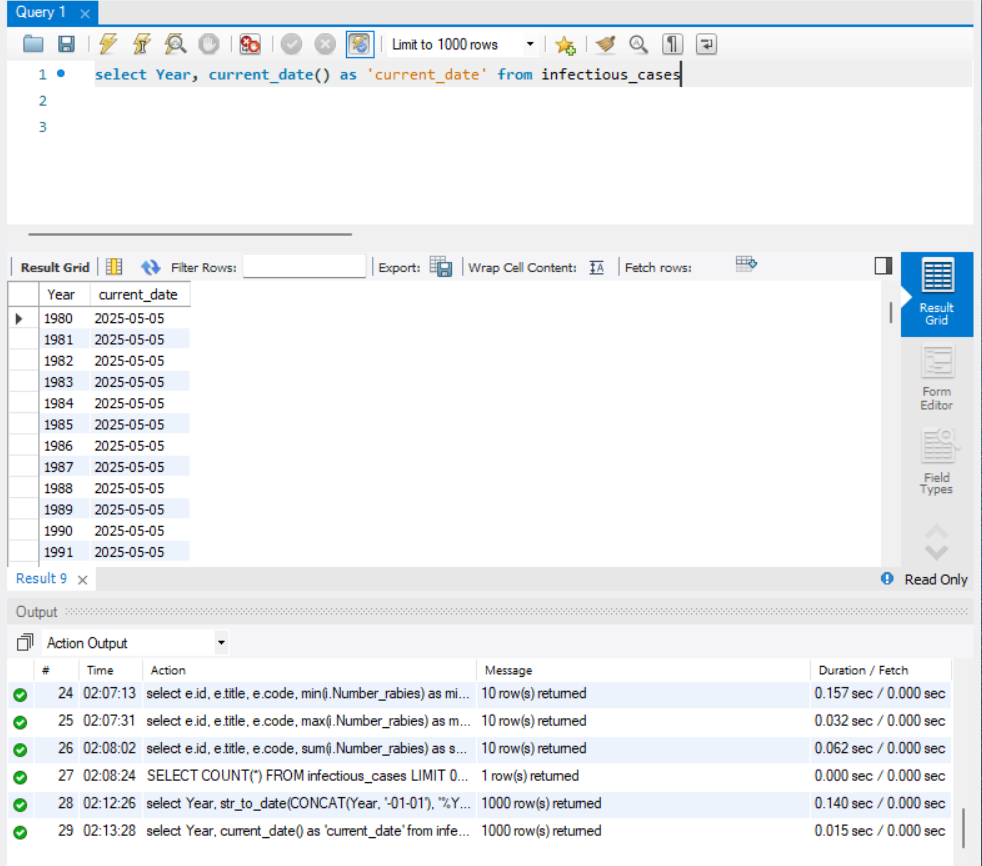 Query 1
Limit to 1000 rows
1 select Year, current_date() as 'current_date' from infectious_cases
2
3
Result Grid Filter Rows: Export: Wrap Cell Content: Fetch rows:
Result Grid
Form Editor
Field Types
Year current_date
1980 2025-05-05
1981 2025-05-05
1982 2025-05-05
1983 2025-05-05
1984 2025-05-05
1985 2025-05-05
1986 2025-05-05
1987 2025-05-05
1988 2025-05-05
1989 2025-05-05
1990 2025-05-05
1991 2025-05-05
Result 9 Read Only
Output
Action Output
# Time Action Message Duration / Fetch
24 02:07:13 select e.id, e.title, e.code, min(i.Number_rabies) as mi... 10 row(s) returned 0.157 sec / 0.000 sec
25 02:07:31 select e.id, e.title, e.code, max(i.Number_rabies) as m... 10 row(s) returned 0.032 sec / 0.000 sec
26 02:08:02 select e.id, e.title, e.code, sum(i.Number_rabies) as s... 10 row(s) returned 0.062 sec / 0.000 sec
27 02:08:24 SELECT COUNT(*) FROM infectious_cases LIMIT 0... 1 row(s) returned 0.000 sec / 0.000 sec
28 02:12:26 select Year, str_to_date(CONCAT(Year, '-01-01'), '%Y... 1000 row(s) returned 0.140 sec / 0.000 sec
29 02:13:28 select Year, current_date() as 'current_date' from infe... 1000 row(s) returned 0.015 sec / 0.000 sec